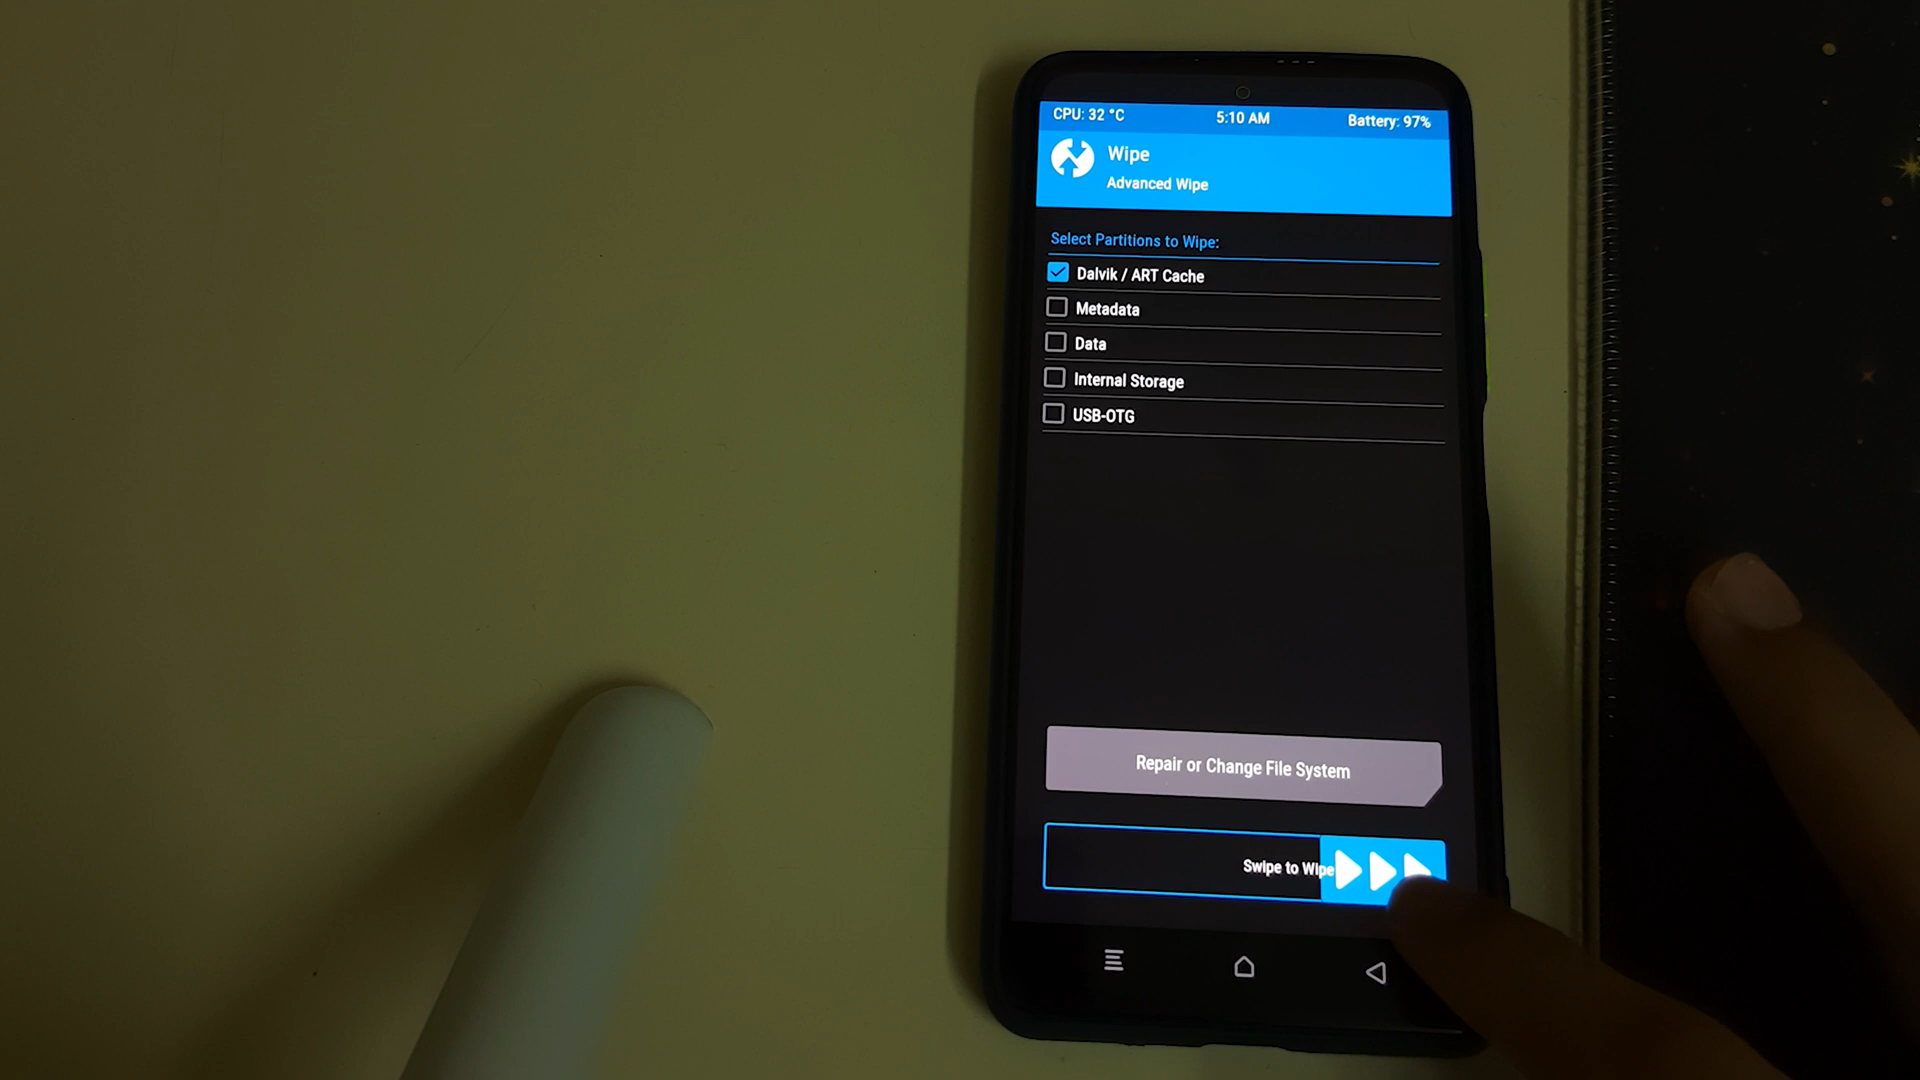 CPU: 32 °C 5:10 AM Battery: 97%
Wipe
Advanced Wipe
Select Partitions to Wipe:
Dalvik / ART Cache
Metadata
Data
Internal Storage
USB-OTG
Repair or Change File System
Swipe to Wipe